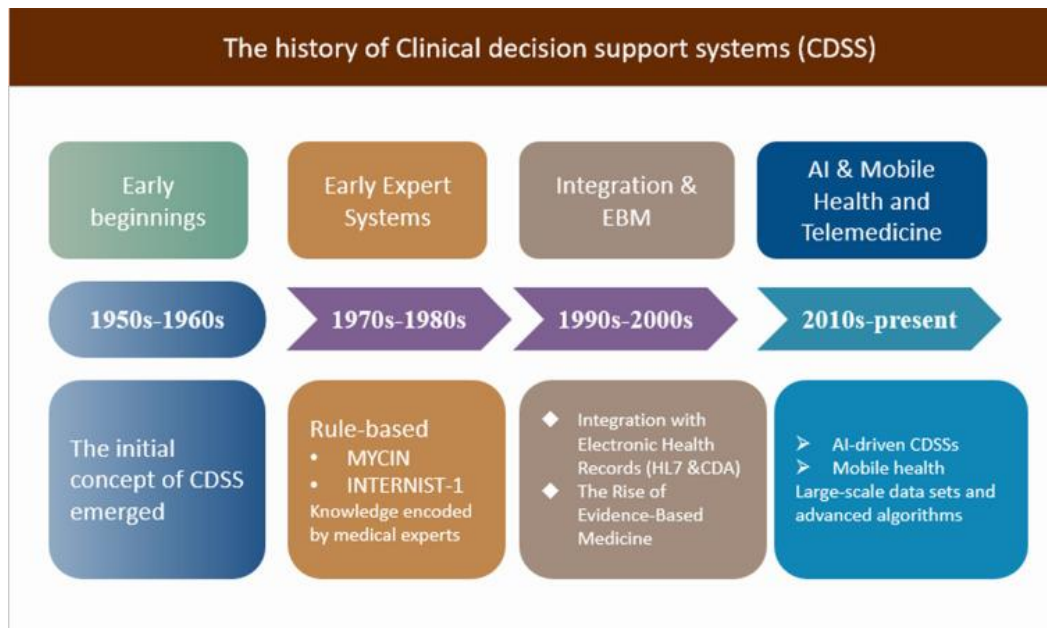 The history of Clinical decision support systems (CDSS)
Early
beginnings
Early Expert
Systems
Integration &
EBM
AI & Mobile
Health and
Telemedicine
1950s-1960s
1970s-1980s
1990s-2000s
2010s-present
The initial
concept of CDSS
emerged
Rule-based
• MYCIN
• INTERNIST-1
Knowledge encoded
by medical experts
◆ Integration with
Electronic Health
Records (HL7 &CDA)
◆ The Rise of
Evidence-Based
Medicine
➢ AI-driven CDSSs
➢ Mobile health
Large-scale data sets and
advanced algorithms